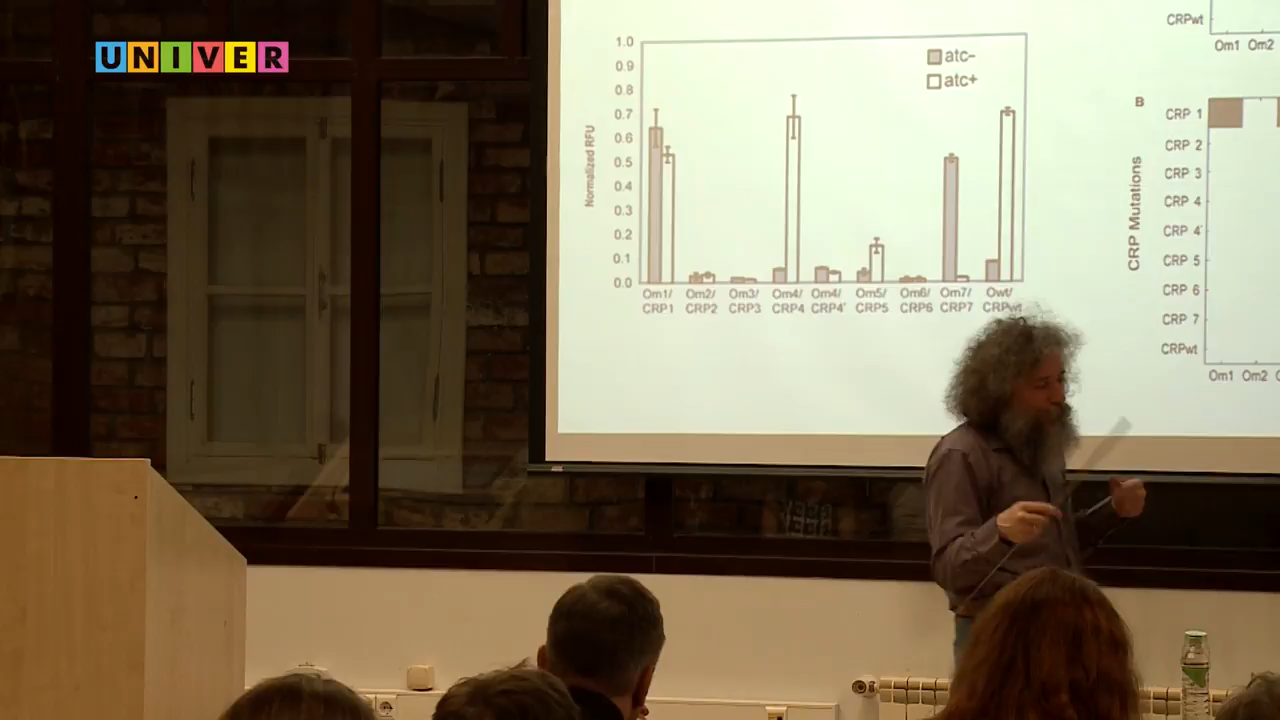 UNIVER
1.0
0.9
0.8
0.7
0.6
0.5
0.4
0.3
0.2
0.1
0.0
Normalized RFU
atc-
atc+
Om1/ Om2/ Om3/ Om4/ Om4/ Om5/ Om6/ Om7/ Owt/
CRP1 CRP2 CRP3 CRP4 CRP4' CRP5 CRP6 CRP7 CRPwt
CRPwt
Om1 Om2
B
CRP Mutations
CRP 1
CRP 2
CRP 3
CRP 4
CRP 4'
CRP 5
CRP 6
CRP 7
CRPwt
Om1 Om2